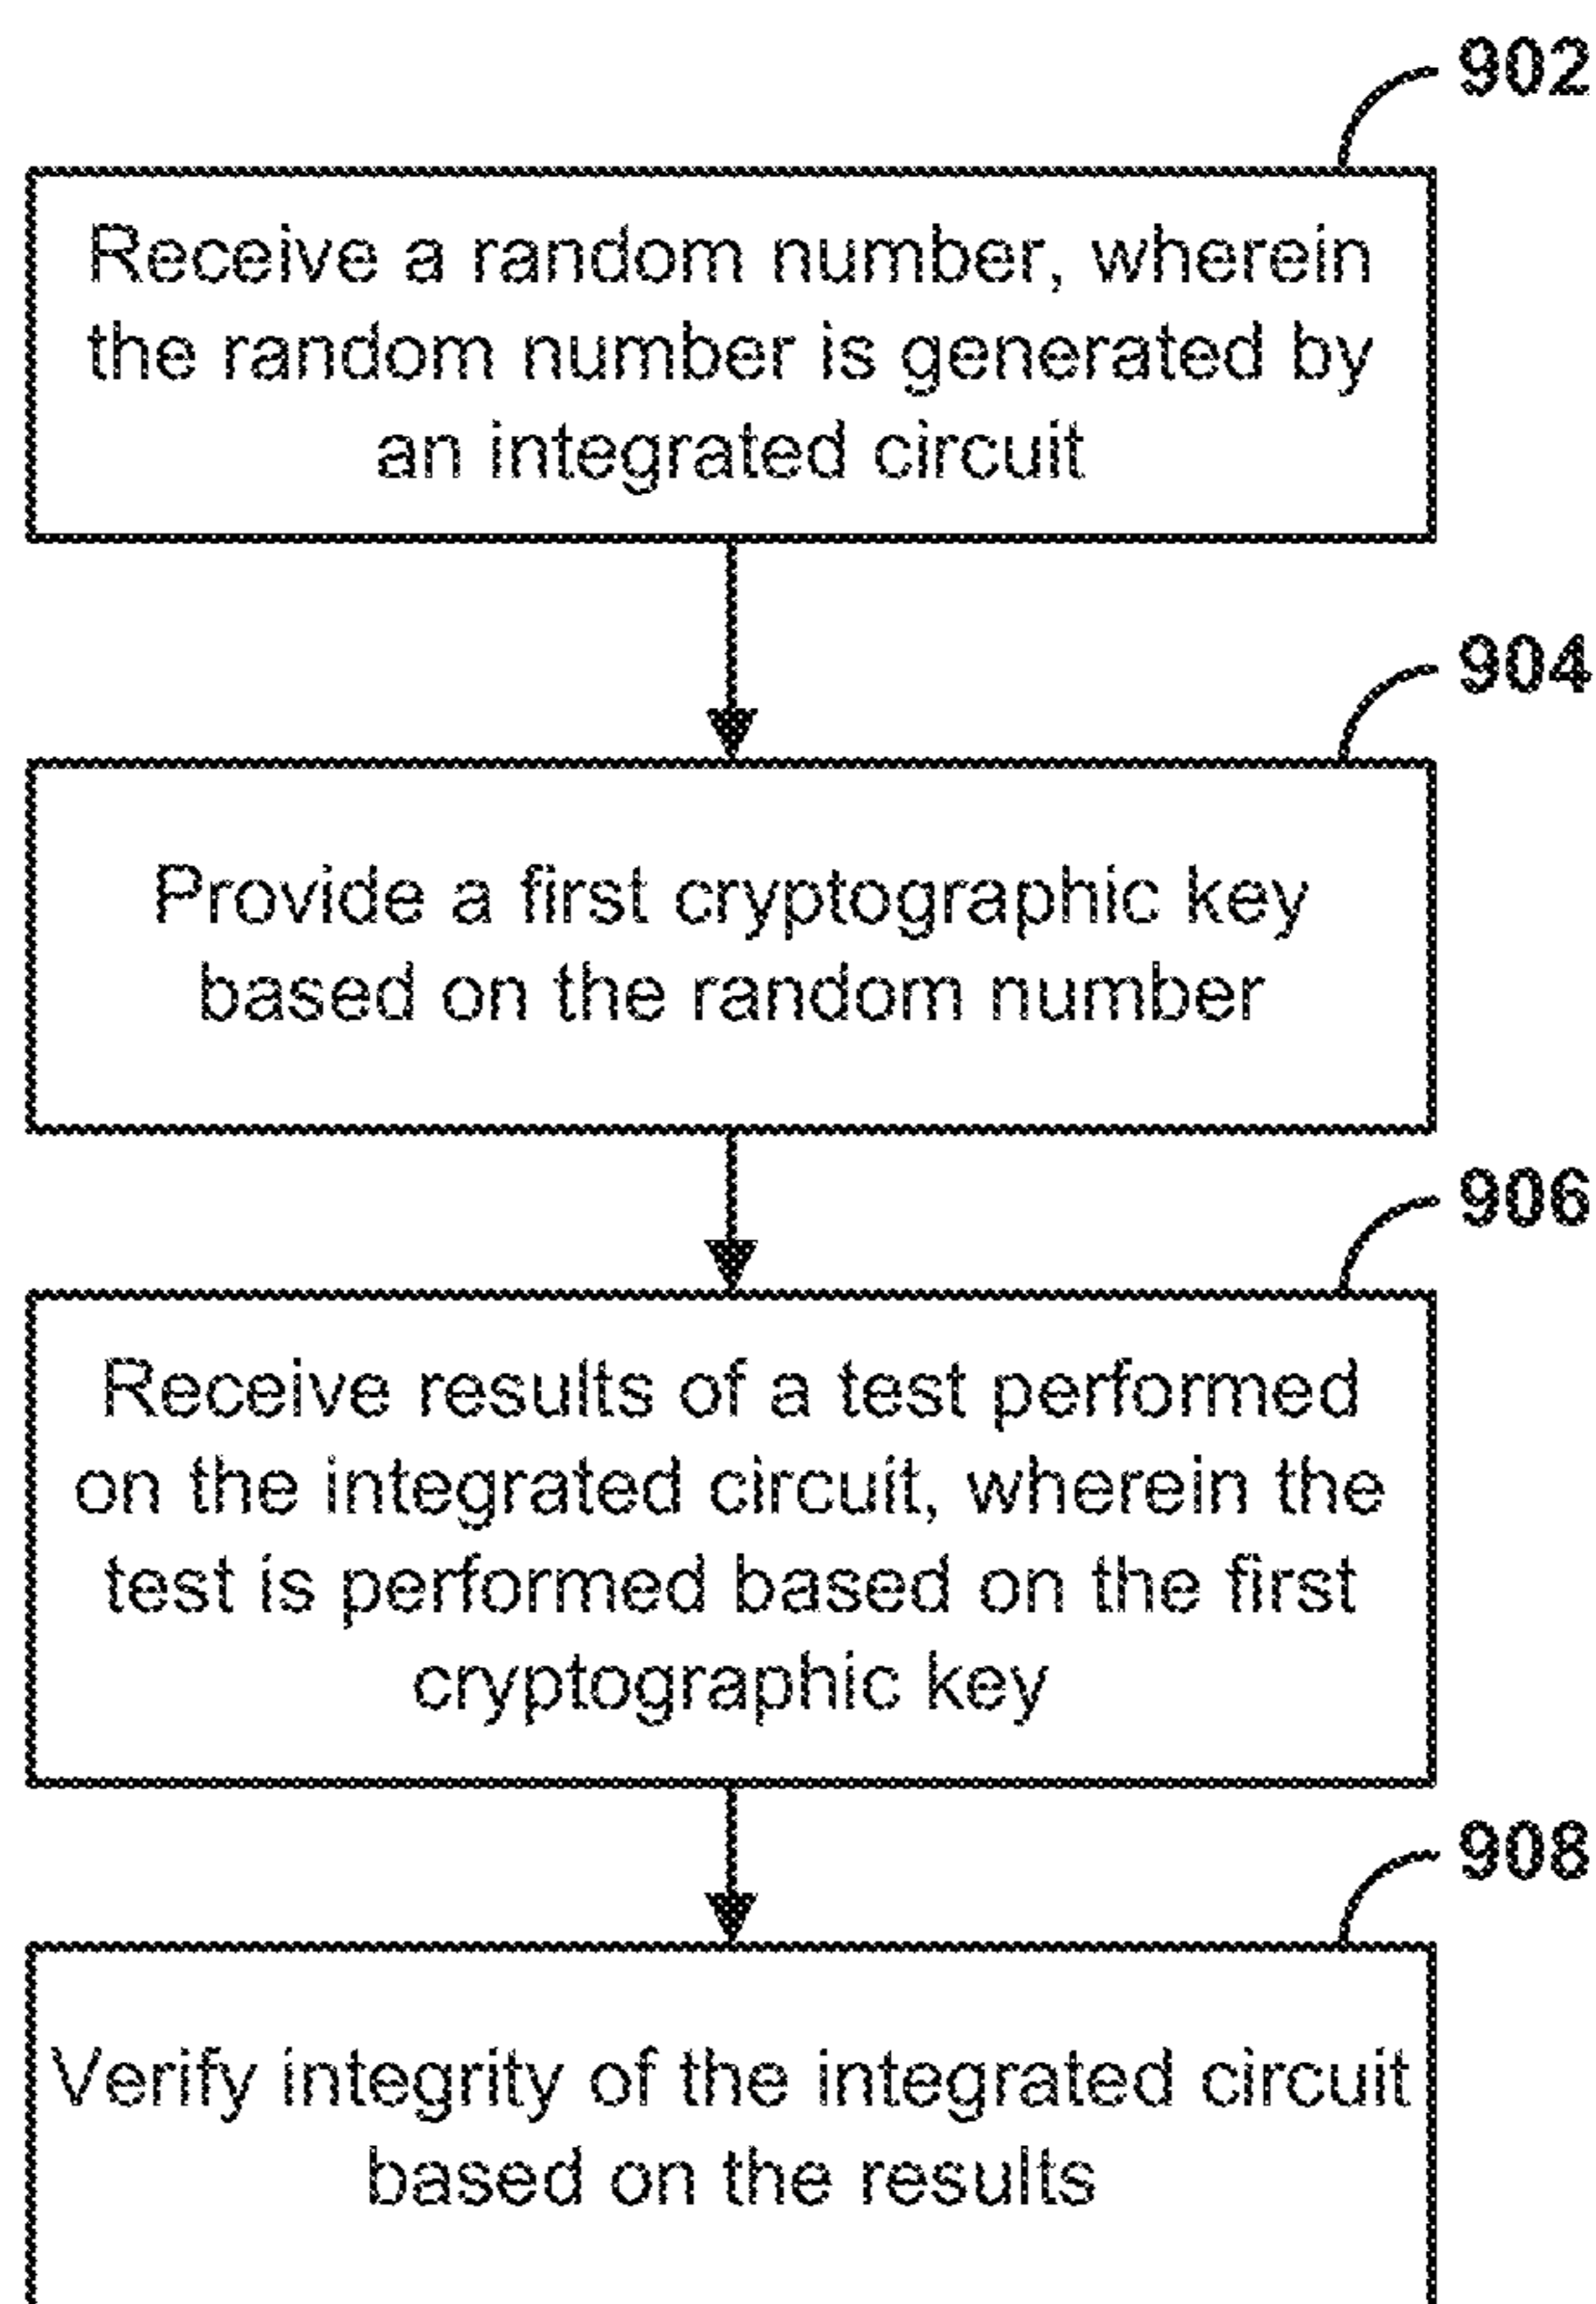 902
Receive a random number, wherein
the random number is generated by
an integrated circuit
904
Provide a first cryptographic key
based on the random number
906
Receive results of a test performed
on the integrated circuit, wherein the
test is performed based on the first
cryptographic key
908
Verify integrity of the integrated circuit
based on the results